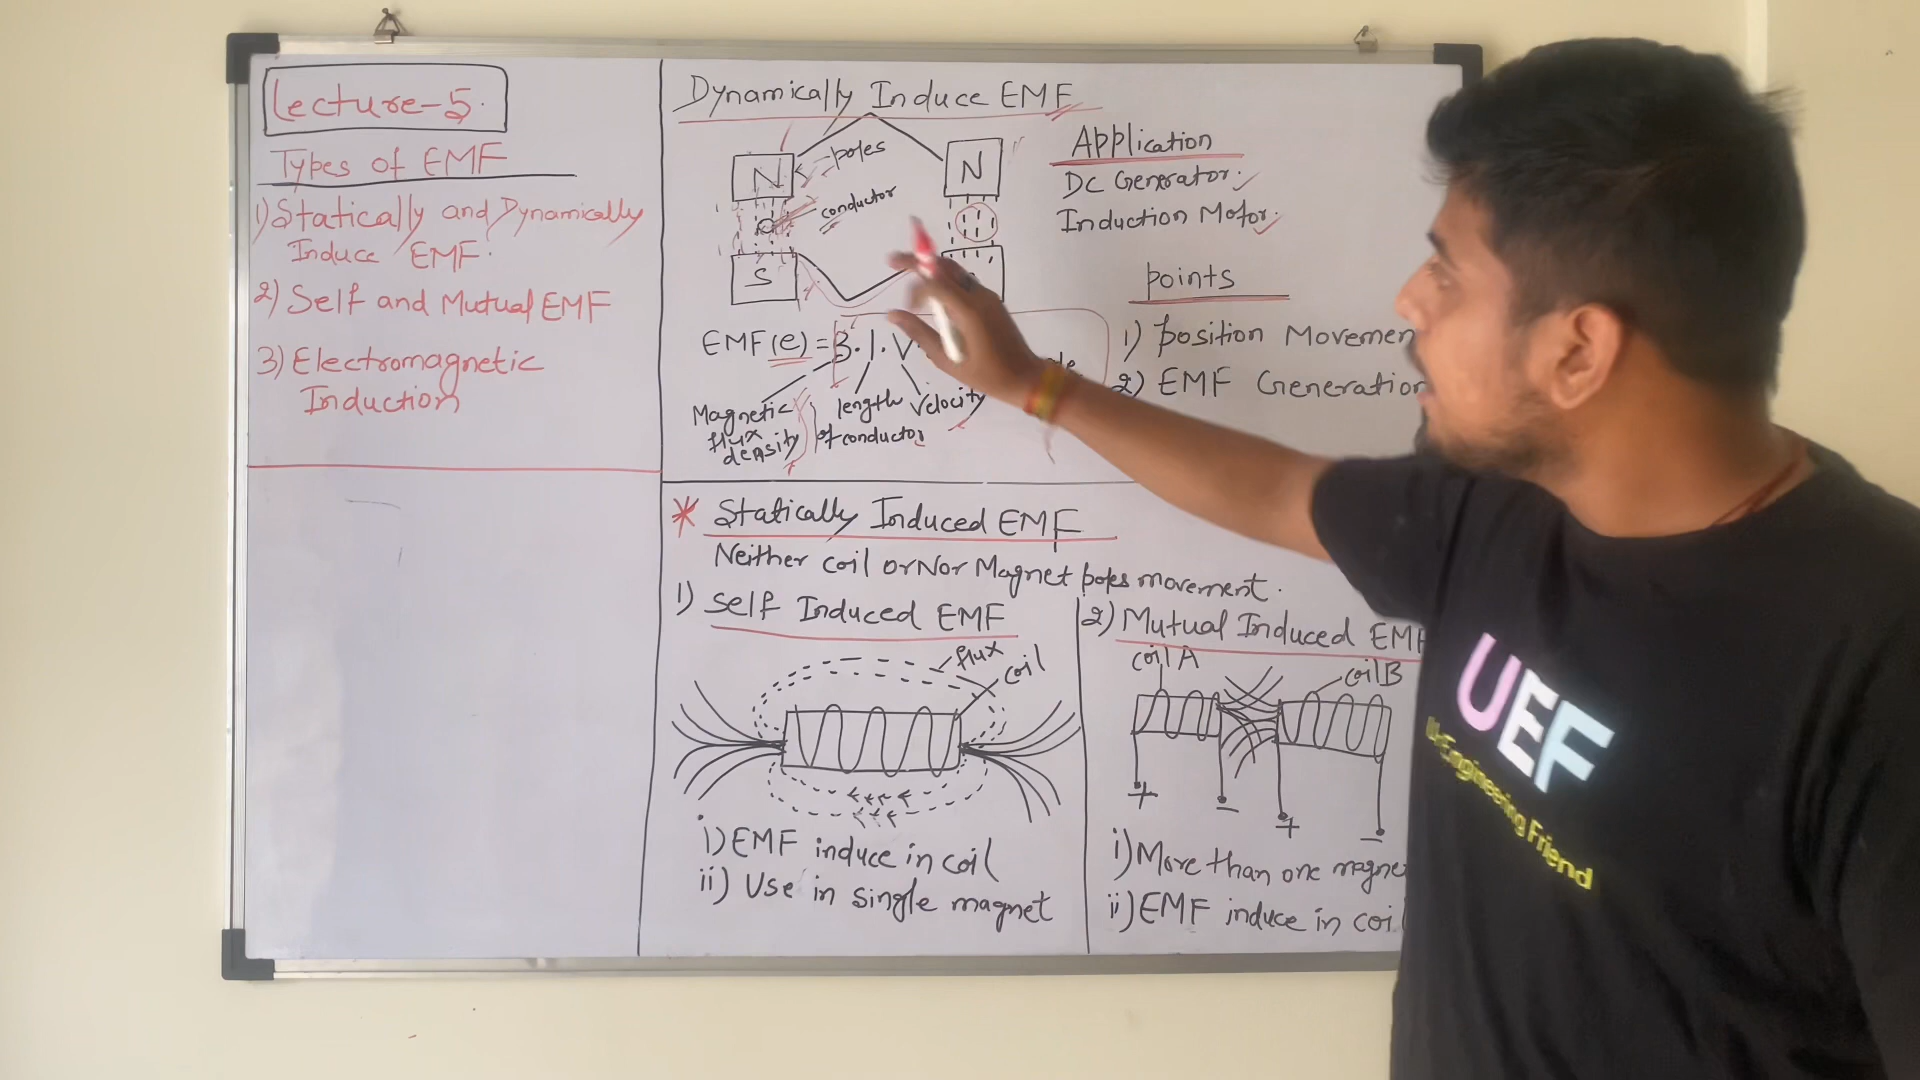 Lecture-5.
Types of EMF
1) Statically and Dynamically
Induce EMF.
2) Self and Mutual EMF
3) Electromagnetic
Induction
Dynamically Induce EMF
N
poles
conductor
S
N
EMF(e) = B.l.V.
Magnetic
flux
density
length
of conductor
Velocity
Application
DC Generator.
Induction Motor.
points
1) position Movemen
2) EMF Generation
* Statically Induced EMF
Neither coil or Nor Magnet poles movement.
1) self Induced EMF
flux
coil
i) EMF induce in coil
ii) Use in single magnet
2) Mutual Induced EMF
coil A
coil B
+
-
+
-
i) More than one magne
ii) EMF induce in coil
UEF
Engineering Friend